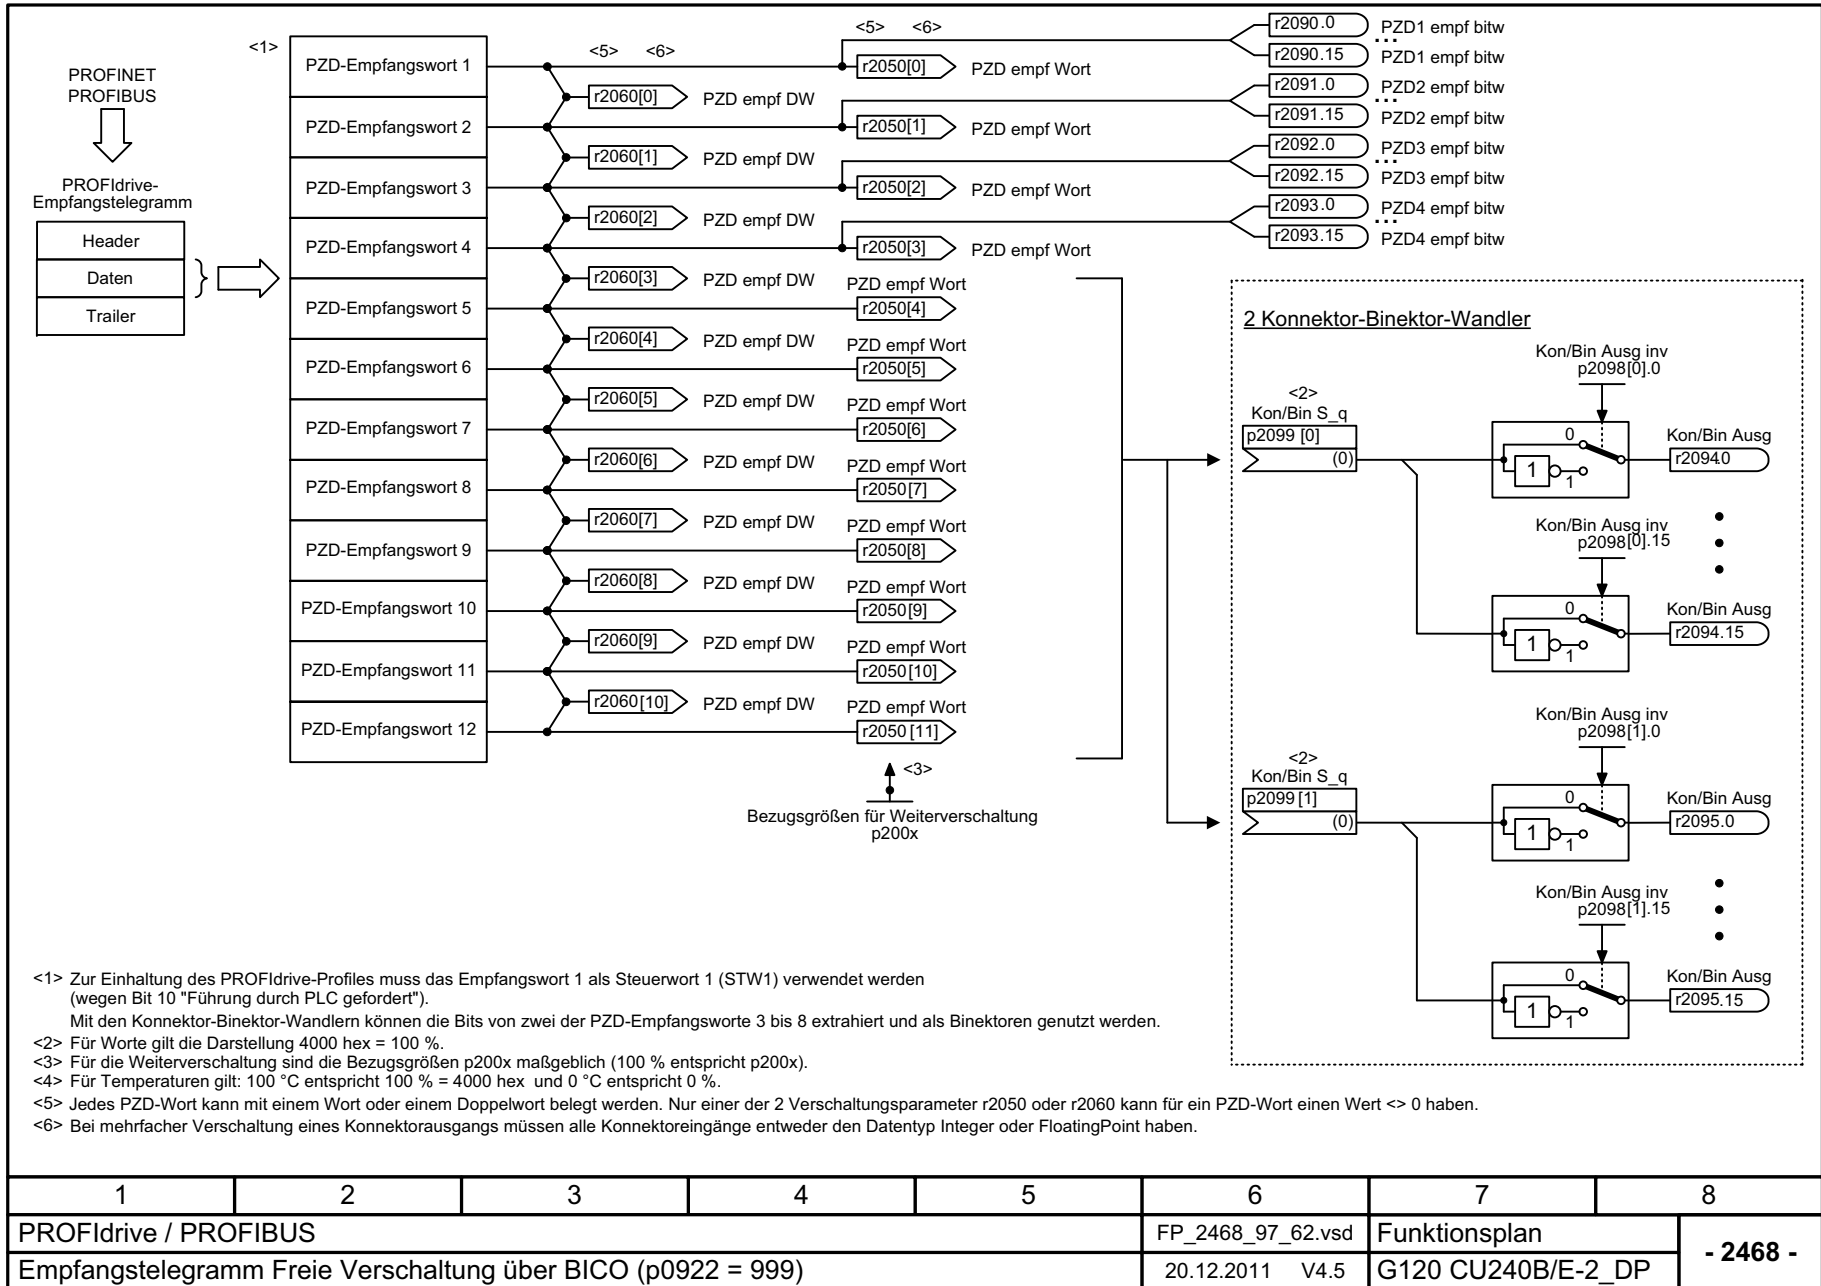 <1>
PROFINET
PROFIBUS
PROFIdrive-
Empfangstelegramm
Header
Daten
Trailer
PZD-Empfangswort 1
PZD-Empfangswort 2
PZD-Empfangswort 3
PZD-Empfangswort 4
PZD-Empfangswort 5
PZD-Empfangswort 6
PZD-Empfangswort 7
PZD-Empfangswort 8
PZD-Empfangswort 9
PZD-Empfangswort 10
PZD-Empfangswort 11
PZD-Empfangswort 12
<5> <6>
r2060[0] PZD empf DW
r2060[1] PZD empf DW
r2060[2] PZD empf DW
r2060[3] PZD empf DW
r2060[4] PZD empf DW
r2060[5] PZD empf DW
r2060[6] PZD empf DW
r2060[7] PZD empf DW
r2060[8] PZD empf DW
r2060[9] PZD empf DW
r2060[10] PZD empf DW
<5> <6>
r2050[0] PZD empf Wort
r2050[1] PZD empf Wort
r2050[2] PZD empf Wort
r2050[3] PZD empf Wort
PZD empf Wort
r2050[4]
PZD empf Wort
r2050[5]
PZD empf Wort
r2050[6]
PZD empf Wort
r2050[7]
PZD empf Wort
r2050[8]
PZD empf Wort
r2050[9]
PZD empf Wort
r2050[10]
PZD empf Wort
r2050[11]
<3>
Bezugsgrößen für Weiterverschaltung
p200x
r2090.0 PZD1 empf bitw
...
r2090.15 PZD1 empf bitw
r2091.0 PZD2 empf bitw
...
r2091.15 PZD2 empf bitw
r2092.0 PZD3 empf bitw
...
r2092.15 PZD3 empf bitw
r2093.0 PZD4 empf bitw
...
r2093.15 PZD4 empf bitw
2 Konnektor-Binektor-Wandler
Kon/Bin Ausg inv
p2098[0].0
<2>
Kon/Bin S_q
p2099 [0]
(0)
0
1
1
Kon/Bin Ausg
r2094.0
Kon/Bin Ausg inv
p2098[0].15
0
1
1
Kon/Bin Ausg
r2094.15
Kon/Bin Ausg inv
p2098[1].0
<2>
Kon/Bin S_q
p2099 [1]
(0)
0
1
1
Kon/Bin Ausg
r2095.0
Kon/Bin Ausg inv
p2098[1].15
0
1
1
Kon/Bin Ausg
r2095.15
<1> Zur Einhaltung des PROFIdrive-Profiles muss das Empfangswort 1 als Steuerwort 1 (STW1) verwendet werden
(wegen Bit 10 "Führung durch PLC gefordert").
Mit den Konnektor-Binektor-Wandlern können die Bits von zwei der PZD-Empfangsworte 3 bis 8 extrahiert und als Binektoren genutzt werden.
<2> Für Worte gilt die Darstellung 4000 hex = 100 %.
<3> Für die Weiterverschaltung sind die Bezugsgrößen p200x maßgeblich (100 % entspricht p200x).
<4> Für Temperaturen gilt: 100 °C entspricht 100 % = 4000 hex und 0 °C entspricht 0 %.
<5> Jedes PZD-Wort kann mit einem Wort oder einem Doppelwort belegt werden. Nur einer der 2 Verschaltungsparameter r2050 oder r2060 kann für ein PZD-Wort einen Wert <> 0 haben.
<6> Bei mehrfacher Verschaltung eines Konnektorausgangs müssen alle Konnektoreingänge entweder den Datentyp Integer oder FloatingPoint haben.
1 2 3 4 5 6 7 8
PROFIdrive / PROFIBUS FP_2468_97_62.vsd Funktionsplan
- 2468 -
Empfangstelegramm Freie Verschaltung über BICO (p0922 = 999) 20.12.2011 V4.5 G120 CU240B/E-2_DP